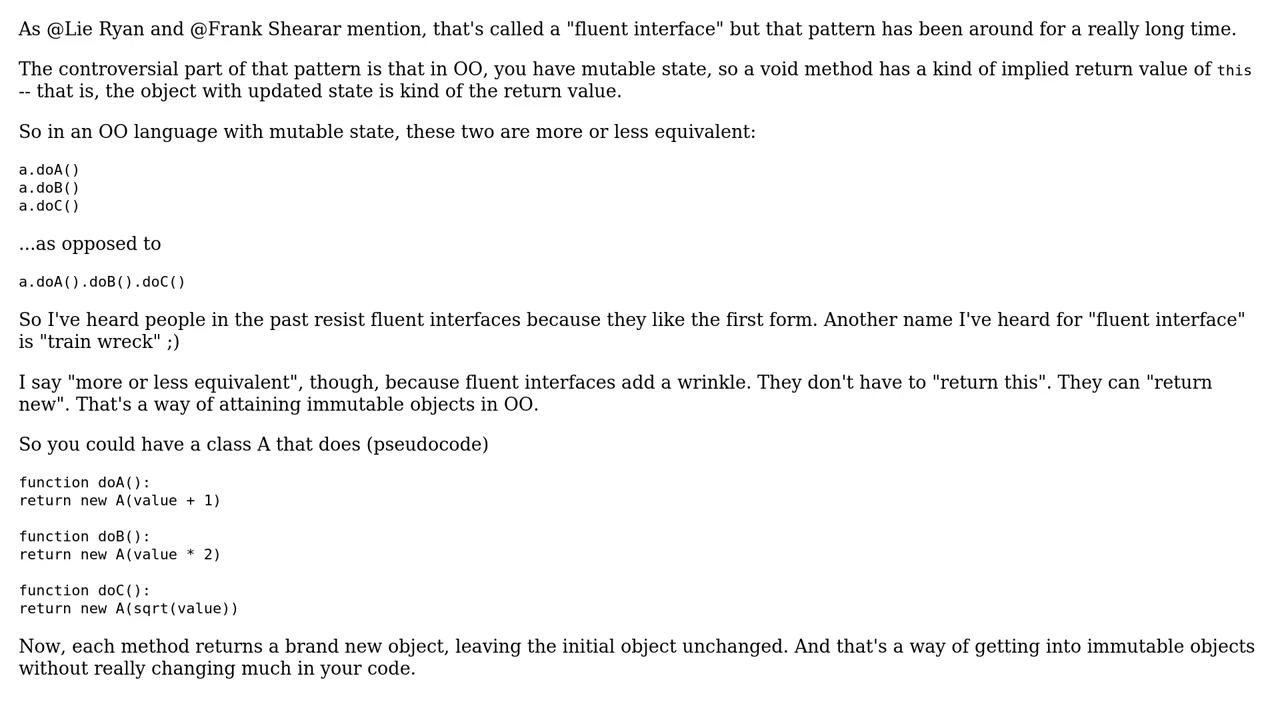 As @Lie Ryan and @Frank Shearar mention, that's called a "fluent interface" but that pattern has been around for a really long time.
The controversial part of that pattern is that in OO, you have mutable state, so a void method has a kind of implied return value of this
-- that is, the object with updated state is kind of the return value.
So in an OO language with mutable state, these two are more or less equivalent:
a.doA()
a.doB()
a.doC()
...as opposed to
a.doA().doB().doC()
So I've heard people in the past resist fluent interfaces because they like the first form. Another name I've heard for "fluent interface"
is "train wreck" ;)
I say "more or less equivalent", though, because fluent interfaces add a wrinkle. They don't have to "return this". They can "return
new". That's a way of attaining immutable objects in OO.
So you could have a class A that does (pseudocode)
function doA():
return new A(value + 1)
function doB():
return new A(value * 2)
function doC():
return new A(sqrt(value))
Now, each method returns a brand new object, leaving the initial object unchanged. And that's a way of getting into immutable objects
without really changing much in your code.